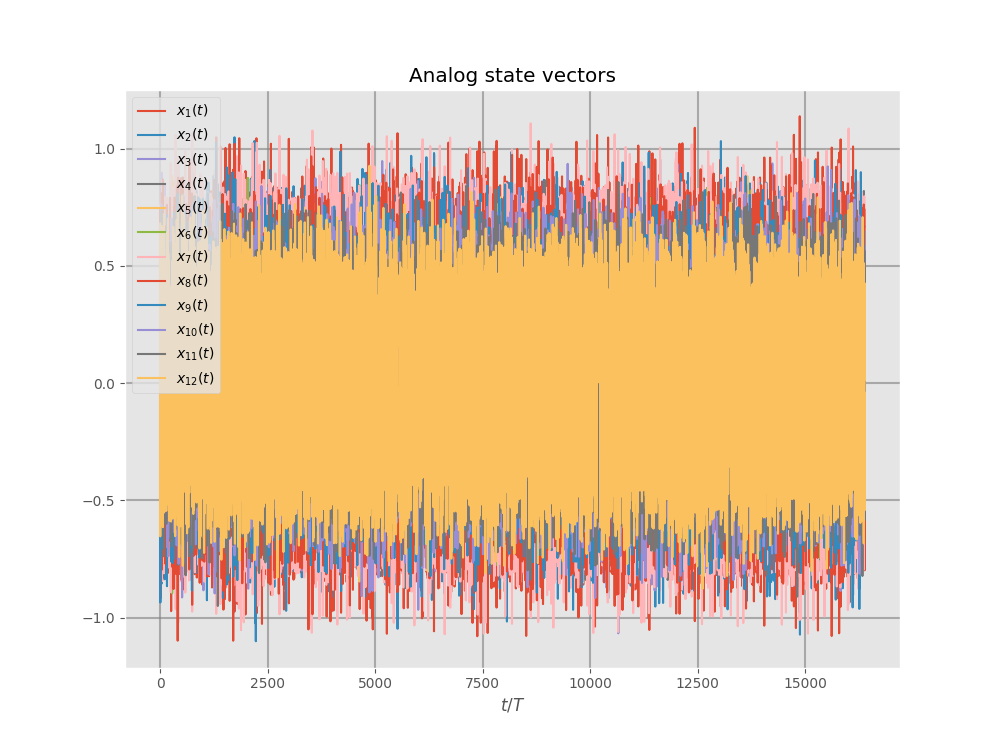 Analog state vectors
x₁(t)
x₂(t)
x₃(t)
x₄(t)
x₅(t)
x₆(t)
x₇(t)
x₈(t)
x₉(t)
x₁₀(t)
x₁₁(t)
x₁₂(t)
1.0
0.5
0.0
−0.5
−1.0
0 2500 5000 7500 10000 12500 15000
t/T